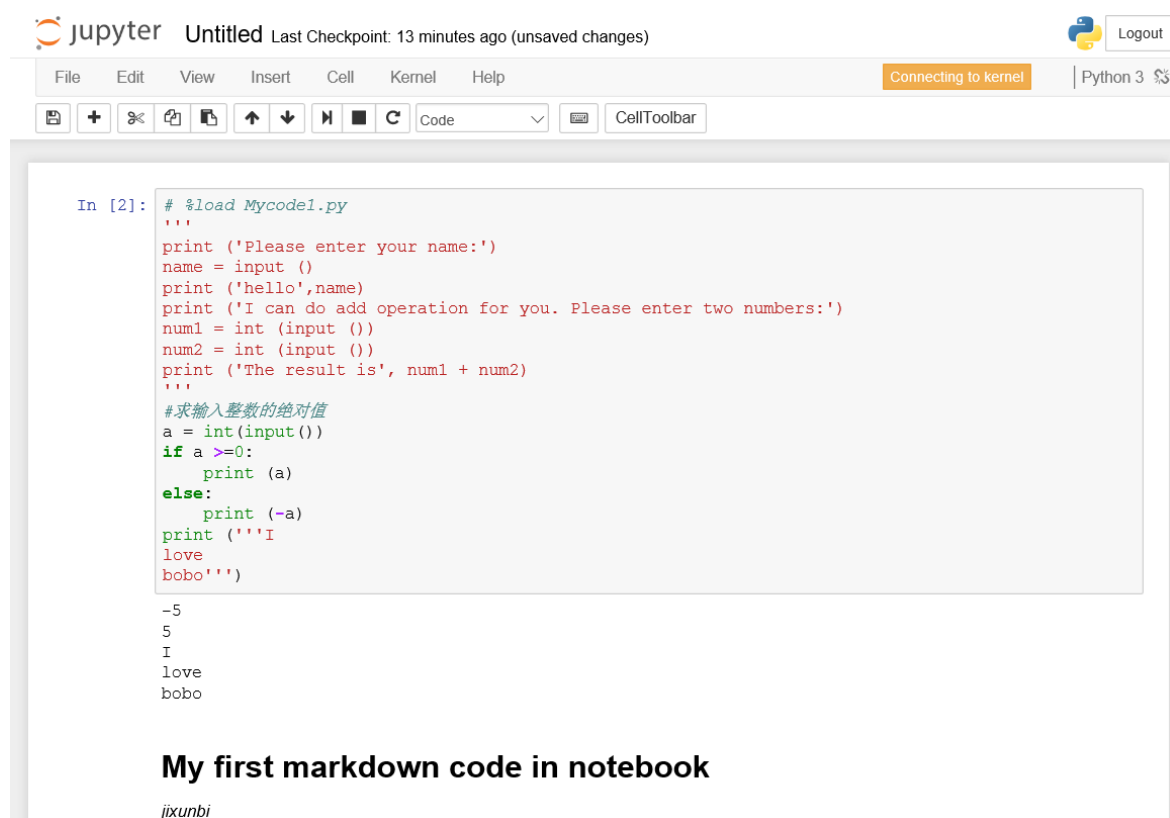 jupyter Untitled Last Checkpoint: 13 minutes ago (unsaved changes) Logout
File Edit View Insert Cell Kernel Help Connecting to kernel Python 3
Code CellToolbar
In [2]: # %load Mycode1.py
'''
print ('Please enter your name:')
name = input ()
print ('hello',name)
print ('I can do add operation for you. Please enter two numbers:')
num1 = int (input ())
num2 = int (input ())
print ('The result is', num1 + num2)
'''
#求输入整数的绝对值
a = int(input())
if a >=0:
    print (a)
else:
    print (-a)
print ('''I
love
bobo''')
-5
5
I
love
bobo
My first markdown code in notebook
jixunbi